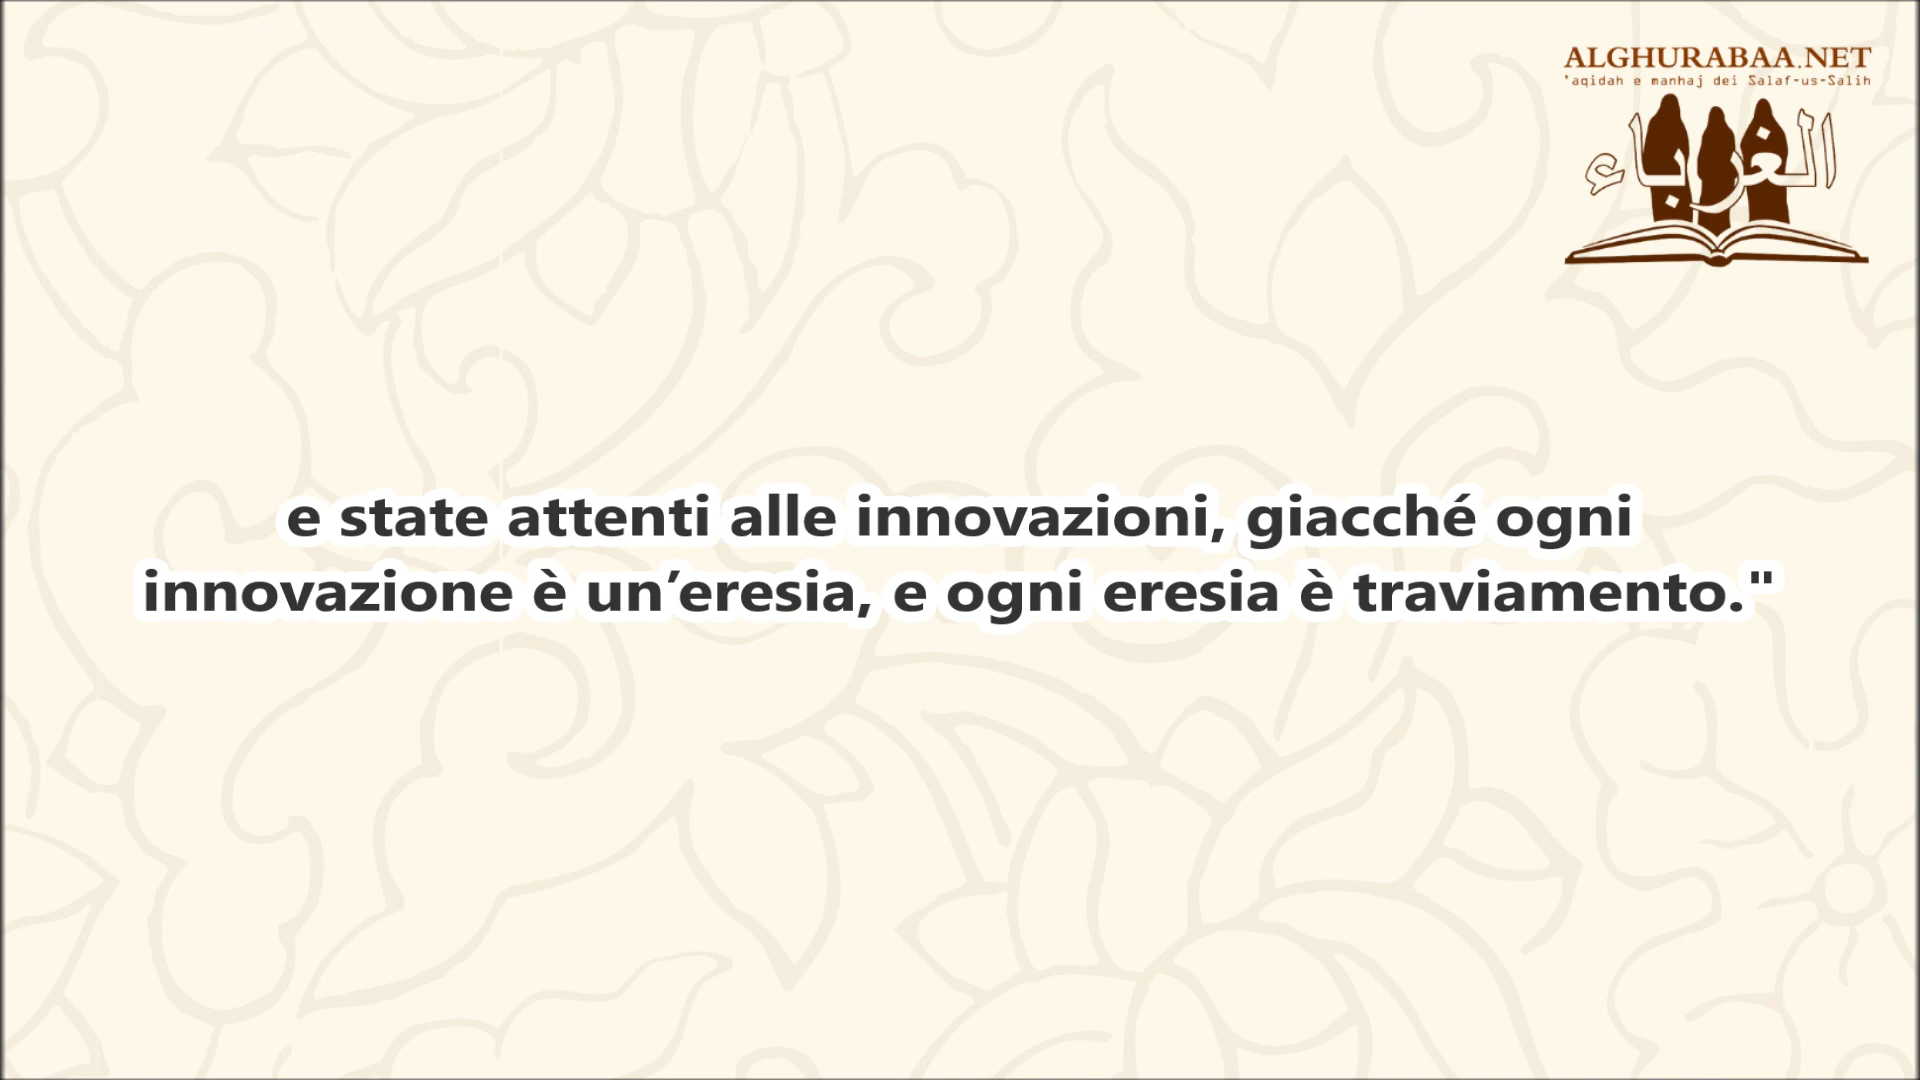 ALGHURABAA.NET
'aqidah e manhaj dei Salaf-us-Salih
الغرباء
e state attenti alle innovazioni, giacché ogni
innovazione è un’eresia, e ogni eresia è traviamento."